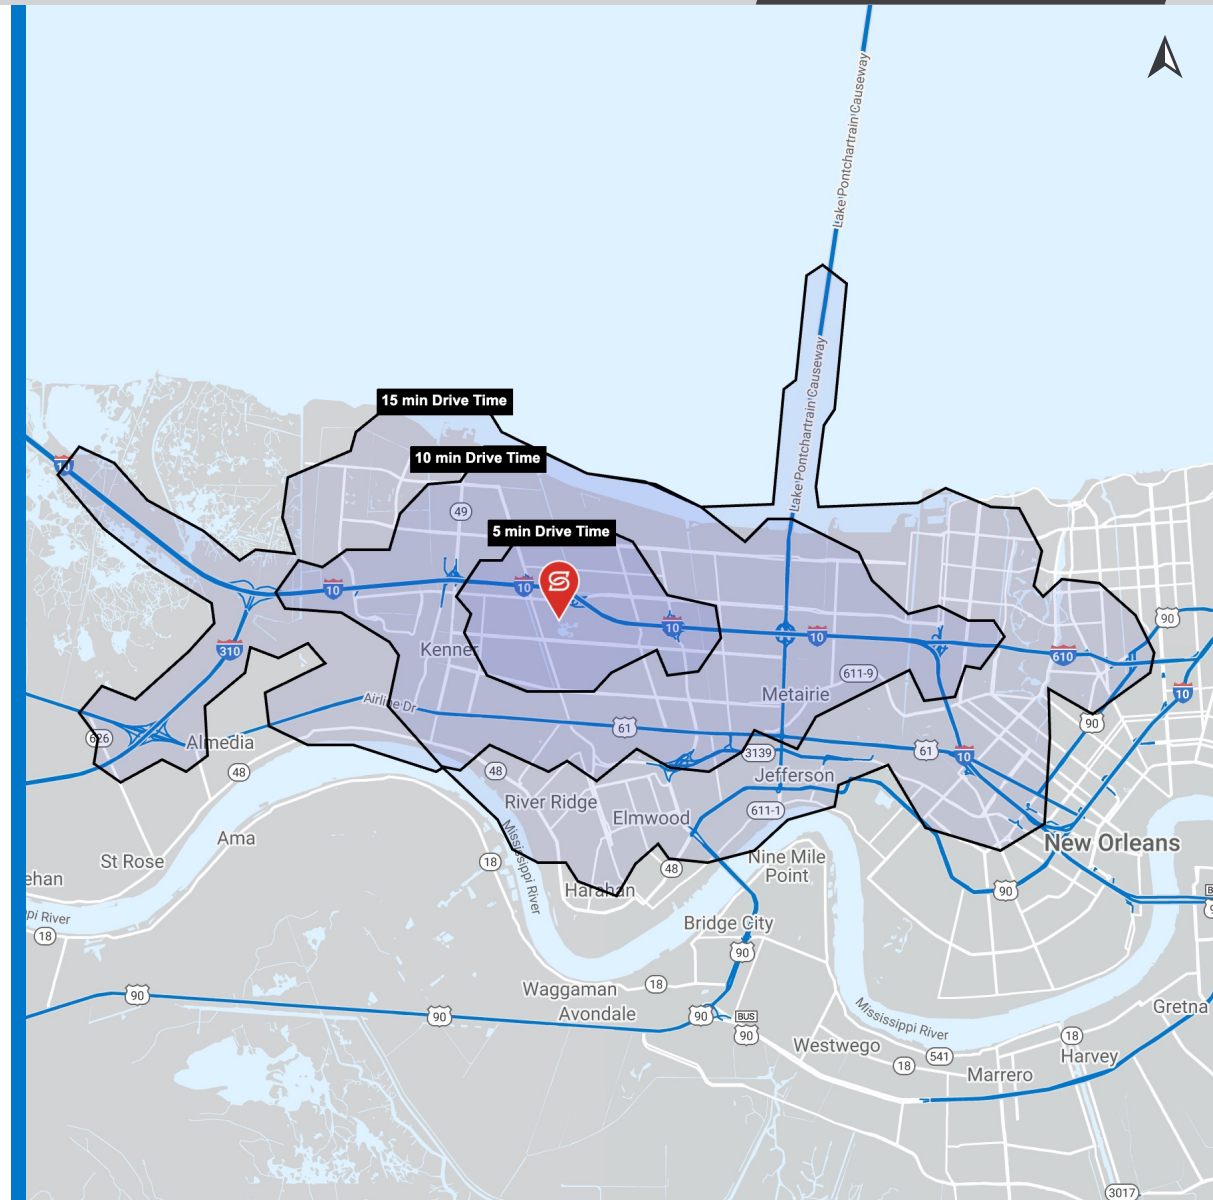 Lake Pontchartrain Causeway
Lake Pontchartrain Causeway
15 min Drive Time
10 min Drive Time
5 min Drive Time
10
49
10
10
10
10
90
310
Kenner
610
611-9
10
Metairie
Airline Dr
61
90
626
Almedia
3139
61
10
48
48
Jefferson
River Ridge
Elmwood
611-1
Ama
New Orleans
St Rose
Mississippi River
18
Nine Mile
Point
48
ehan
Harahan
90
pi River
18
Bridge City
90
Waggaman
18
90
90
Avondale
90
BUS
90
Mississippi River
Gretna
Westwego
18
541
18
Harvey
Marrero
3017